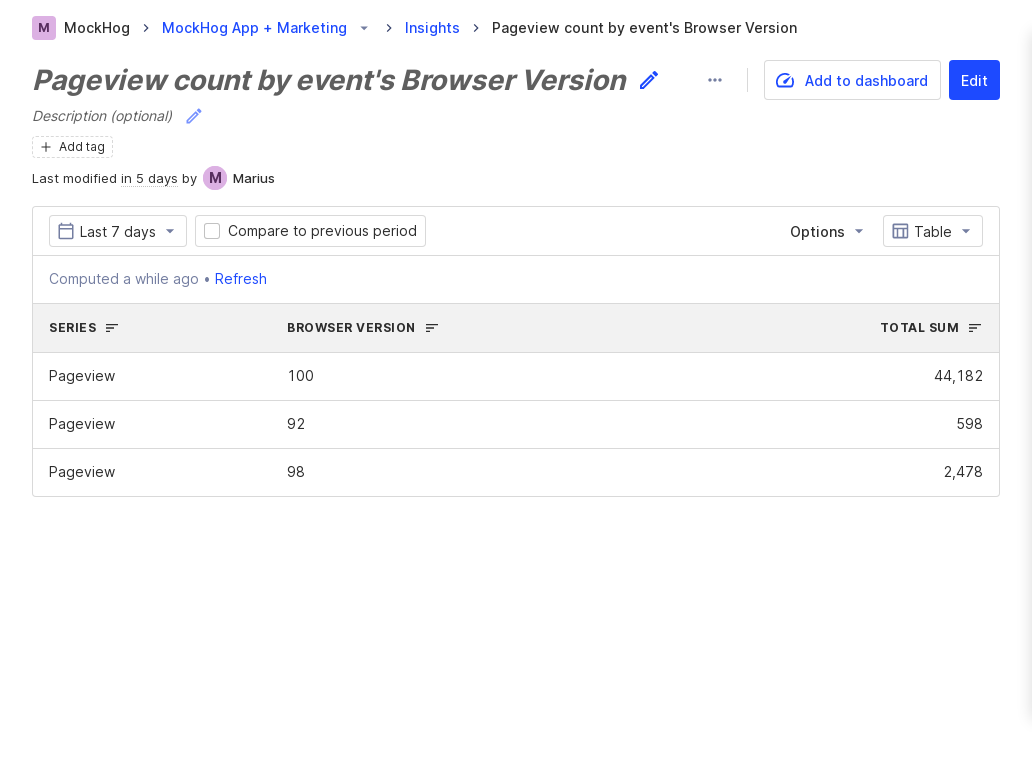 M MockHog MockHog App + Marketing Insights Pageview count by event's Browser Version
Pageview count by event's Browser Version
Add to dashboard Edit
Description (optional)
Add tag
Last modified in 5 days by M Marius
Last 7 days Compare to previous period Options Table
Computed a while ago • Refresh
SERIES BROWSER VERSION TOTAL SUM
Pageview 100 44,182
Pageview 92 598
Pageview 98 2,478